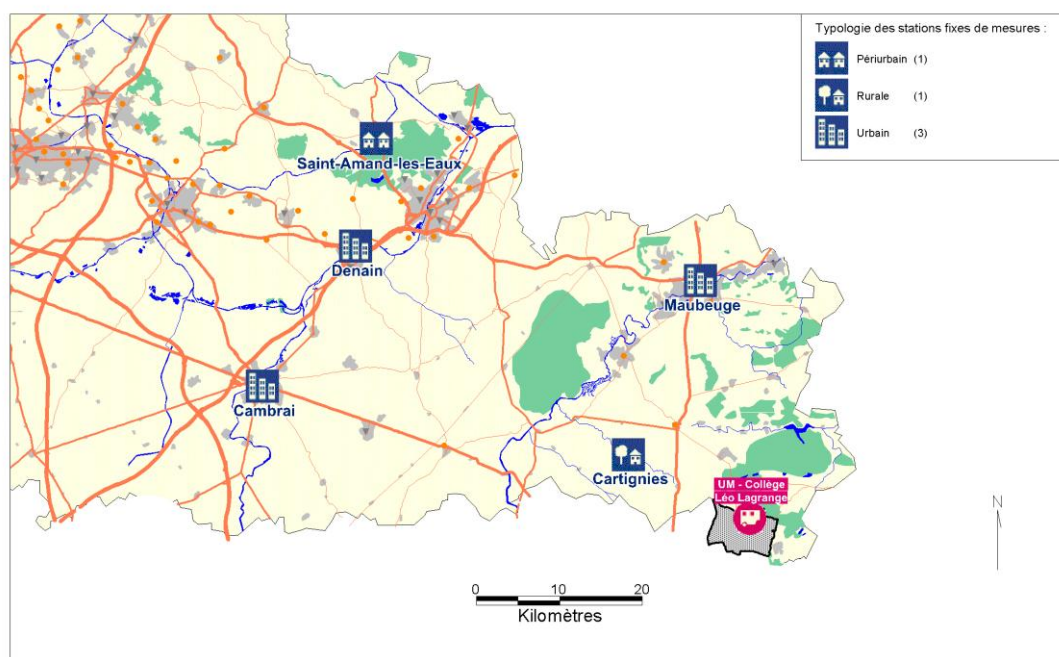 Typologie des stations fixes de mesures :
Périurbain (1)
Rurale (1)
Urbain (3)
Saint-Amand-les-Eaux
Denain
Maubeuge
Cambrai
Cartignies
UM - Collège
Léo Lagrange
N
0 10 20
Kilomètres